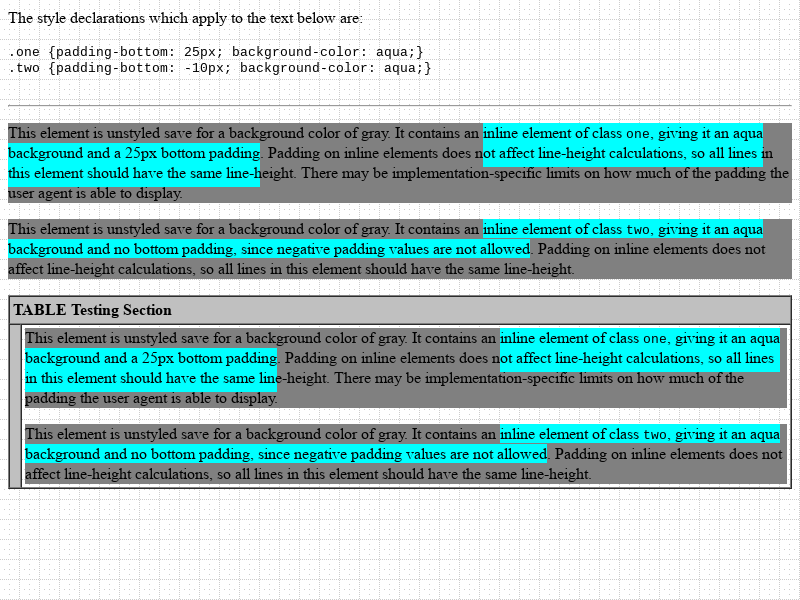 The style declarations which apply to the text below are:
.one {padding-bottom: 25px; background-color: aqua;}
.two {padding-bottom: -10px; background-color: aqua;}
This element is unstyled save for a background color of gray. It contains an inline element of class one, giving it an aqua
background and a 25px bottom padding. Padding on inline elements does not affect line-height calculations, so all lines in
this element should have the same line-height. There may be implementation-specific limits on how much of the padding the
user agent is able to display.
This element is unstyled save for a background color of gray. It contains an inline element of class two, giving it an aqua
background and no bottom padding, since negative padding values are not allowed. Padding on inline elements does not
affect line-height calculations, so all lines in this element should have the same line-height.
TABLE Testing Section
This element is unstyled save for a background color of gray. It contains an inline element of class one, giving it an aqua
background and a 25px bottom padding. Padding on inline elements does not affect line-height calculations, so all lines
in this element should have the same line-height. There may be implementation-specific limits on how much of the
padding the user agent is able to display.
This element is unstyled save for a background color of gray. It contains an inline element of class two, giving it an aqua
background and no bottom padding, since negative padding values are not allowed. Padding on inline elements does not
affect line-height calculations, so all lines in this element should have the same line-height.